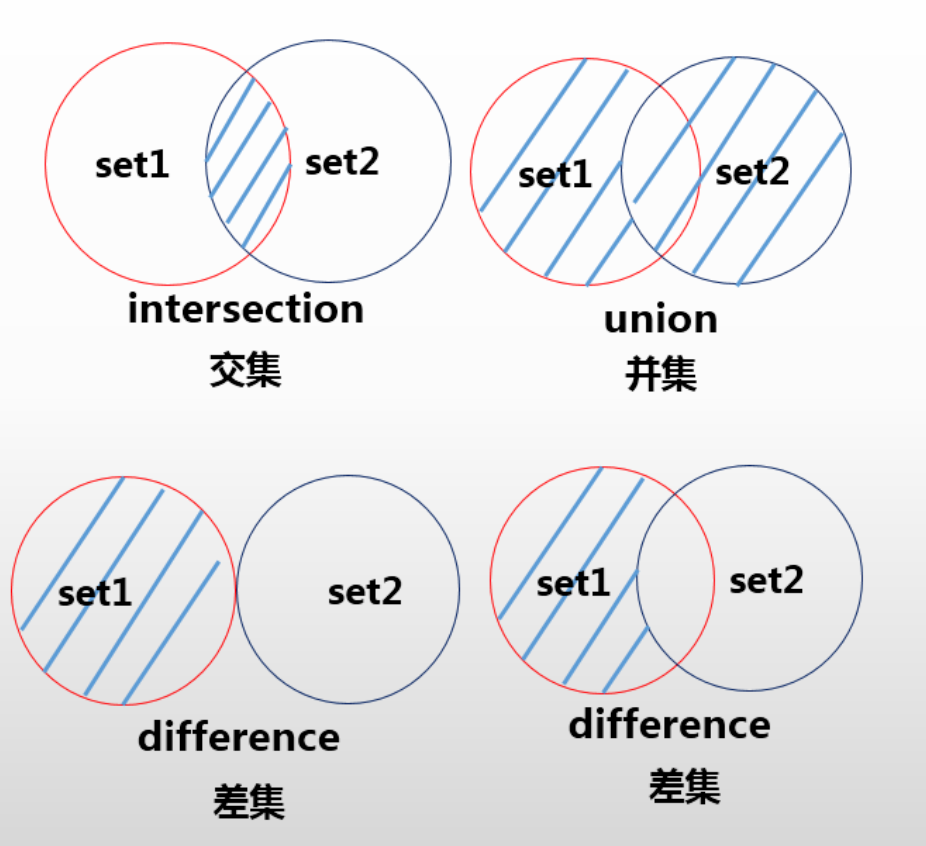 set1
set2
intersection
交集
set1
set2
union
并集
set1
set2
difference
差集
set1
set2
difference
差集